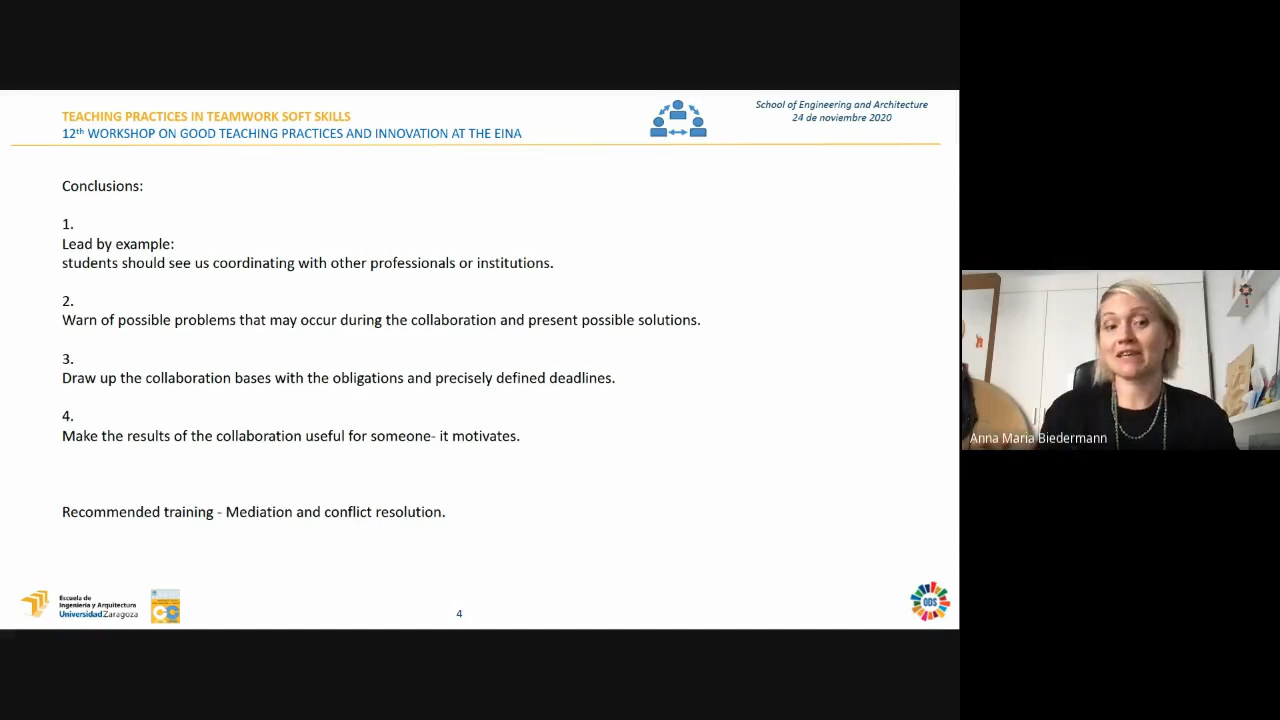 TEACHING PRACTICES IN TEAMWORK SOFT SKILLS
12th WORKSHOP ON GOOD TEACHING PRACTICES AND INNOVATION AT THE EINA
School of Engineering and Architecture
24 de noviembre 2020
Conclusions:
1.
Lead by example:
students should see us coordinating with other professionals or institutions.
2.
Warn of possible problems that may occur during the collaboration and present possible solutions.
3.
Draw up the collaboration bases with the obligations and precisely defined deadlines.
4.
Make the results of the collaboration useful for someone- it motivates.
Recommended training - Mediation and conflict resolution.
Escuela de
Ingeniería y Arquitectura
Universidad Zaragoza
4
ODS
Anna Maria Biedermann